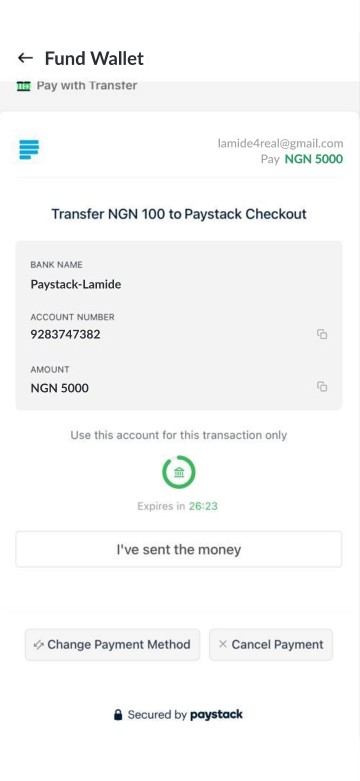 ← Fund Wallet
Pay with Transfer
lamide4real@gmail.com
Pay NGN 5000
Transfer NGN 100 to Paystack Checkout
BANK NAME
Paystack-Lamide
ACCOUNT NUMBER
9283747382
AMOUNT
NGN 5000
Use this account for this transaction only
Expires in 26:23
I've sent the money
Change Payment Method
Cancel Payment
Secured by paystack